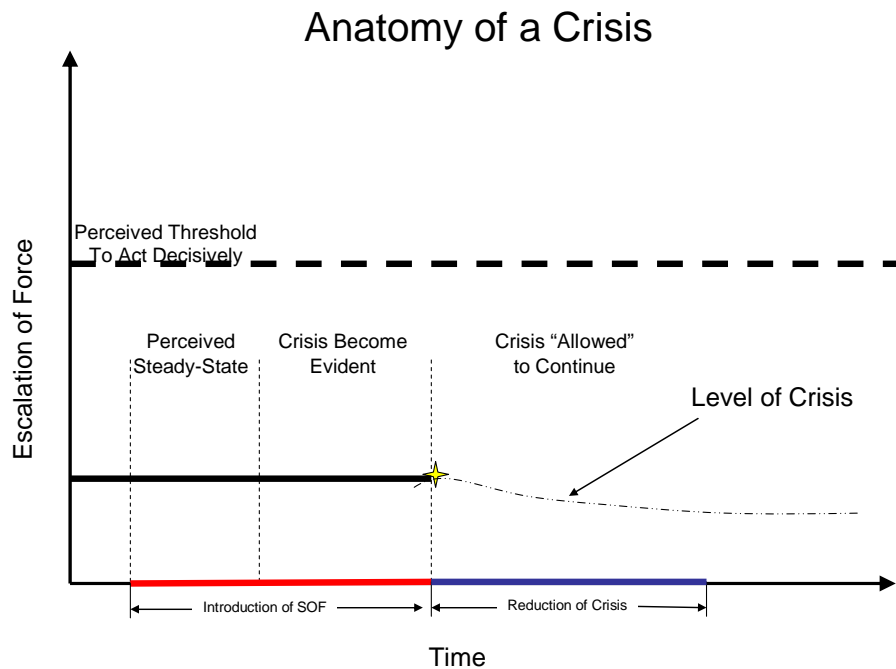 Anatomy of a Crisis
Escalation of Force
Perceived Threshold
To Act Decisively
Perceived
Steady-State
Crisis Become
Evident
Crisis “Allowed”
to Continue
Level of Crisis
Introduction of SOF
Reduction of Crisis
Time